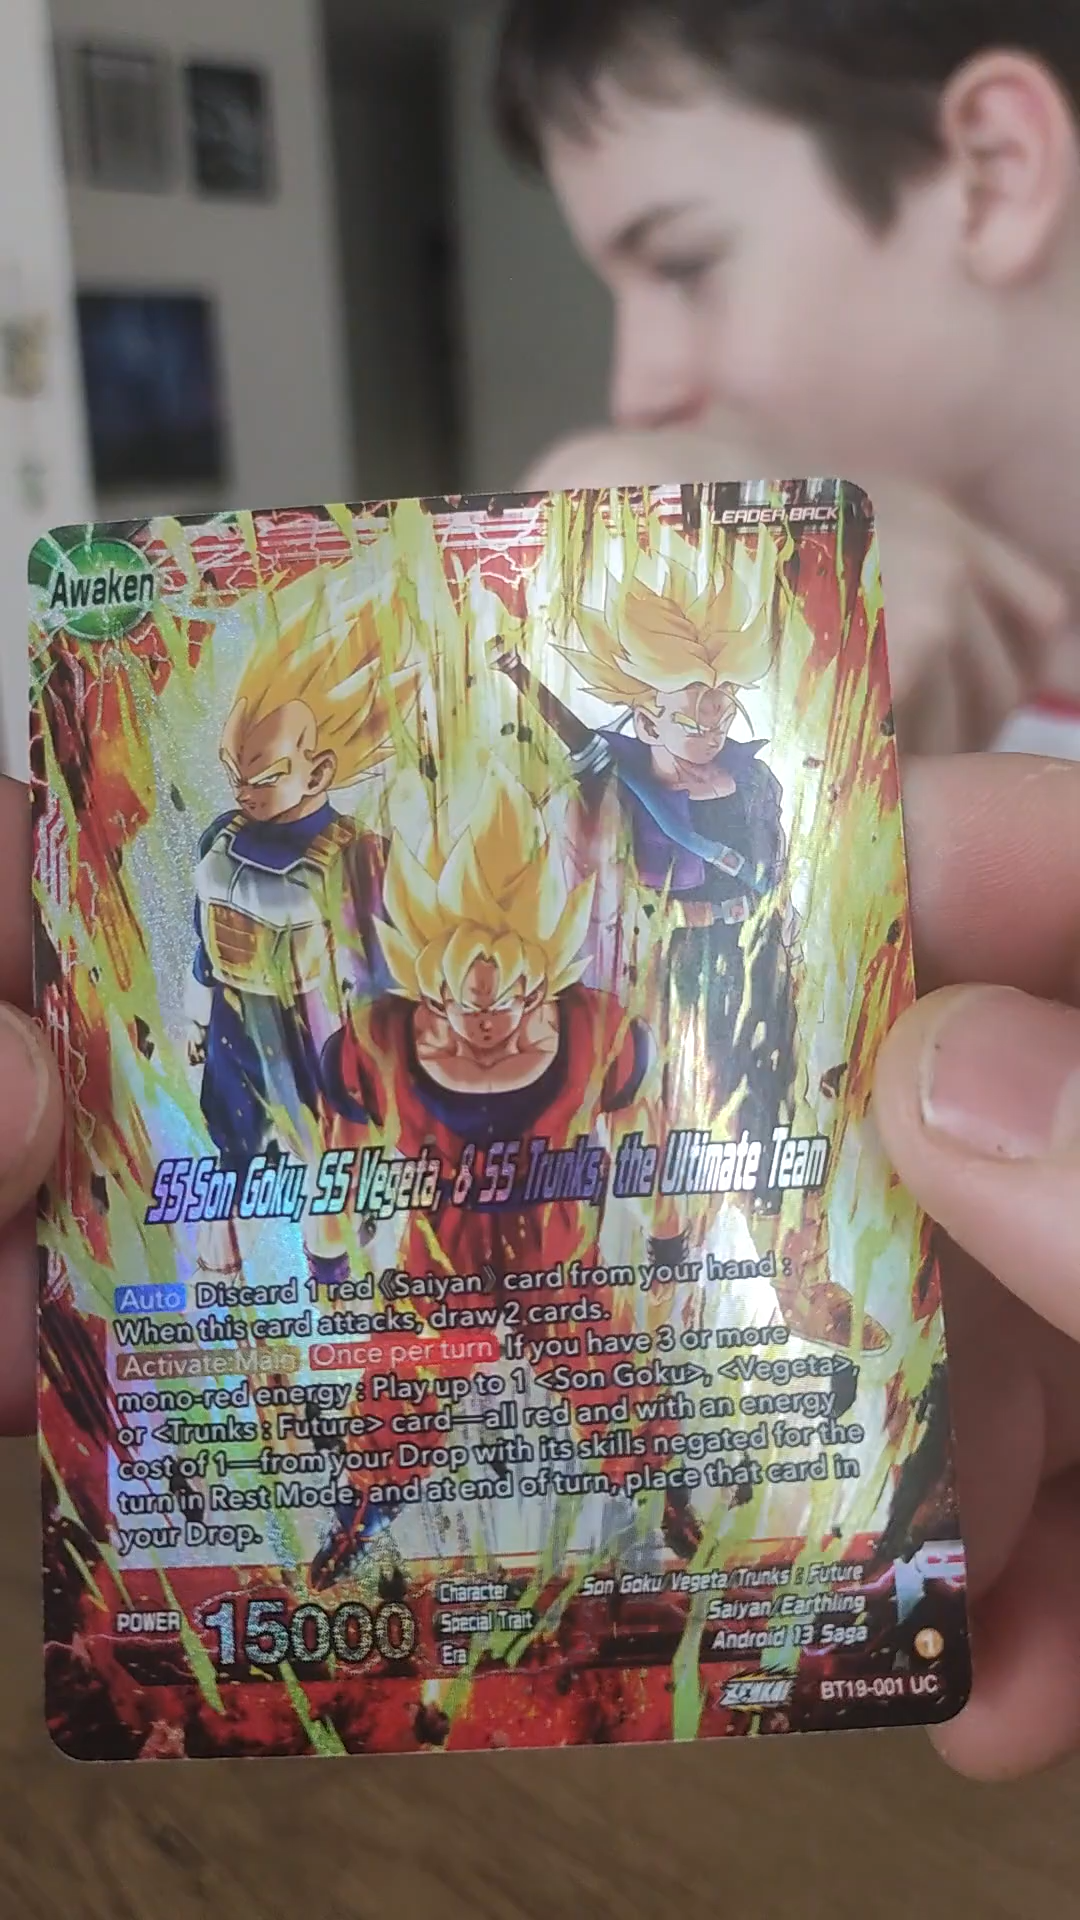 LEADER BACK
Awaken
SS Son Goku, SS Vegeta, & SS Trunks, the Ultimate Team
Auto Discard 1 red 《Saiyan》 card from your hand :
When this card attacks, draw 2 cards.
Activate:Main Once per turn If you have 3 or more
mono-red energy : Play up to 1 <Son Goku>, <Vegeta>,
or <Trunks : Future> card—all red and with an energy
cost of 1—from your Drop with its skills negated for the
turn in Rest Mode, and at end of turn, place that card in
your Drop.
POWER 15000
Character Son Goku/Vegeta/Trunks : Future
Special Trait Saiyan/Earthling
Era Android 13 Saga
1
ZENKAI BT19-001 UC